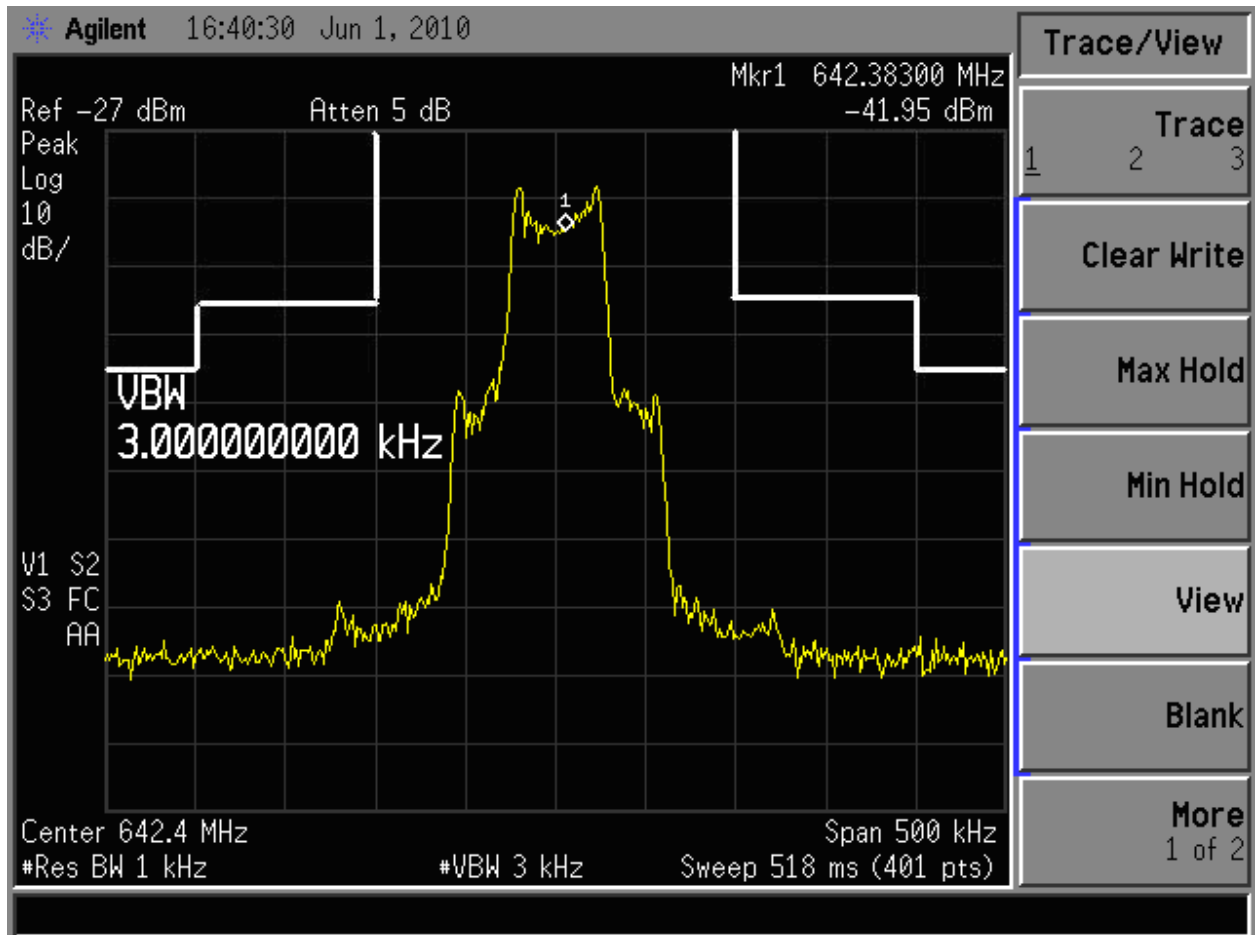 Agilent 16:40:30 Jun 1, 2010
Trace/View
Mkr1 642.38300 MHz
Ref -27 dBm Atten 5 dB -41.95 dBm
Peak
Log
10
dB/
1
VBW
3.000000000 kHz
V1 S2
S3 FC
AA
Center 642.4 MHz Span 500 kHz
#Res BW 1 kHz #VBW 3 kHz Sweep 518 ms (401 pts)
Trace
1 2 3
Clear Write
Max Hold
Min Hold
View
Blank
More
1 of 2